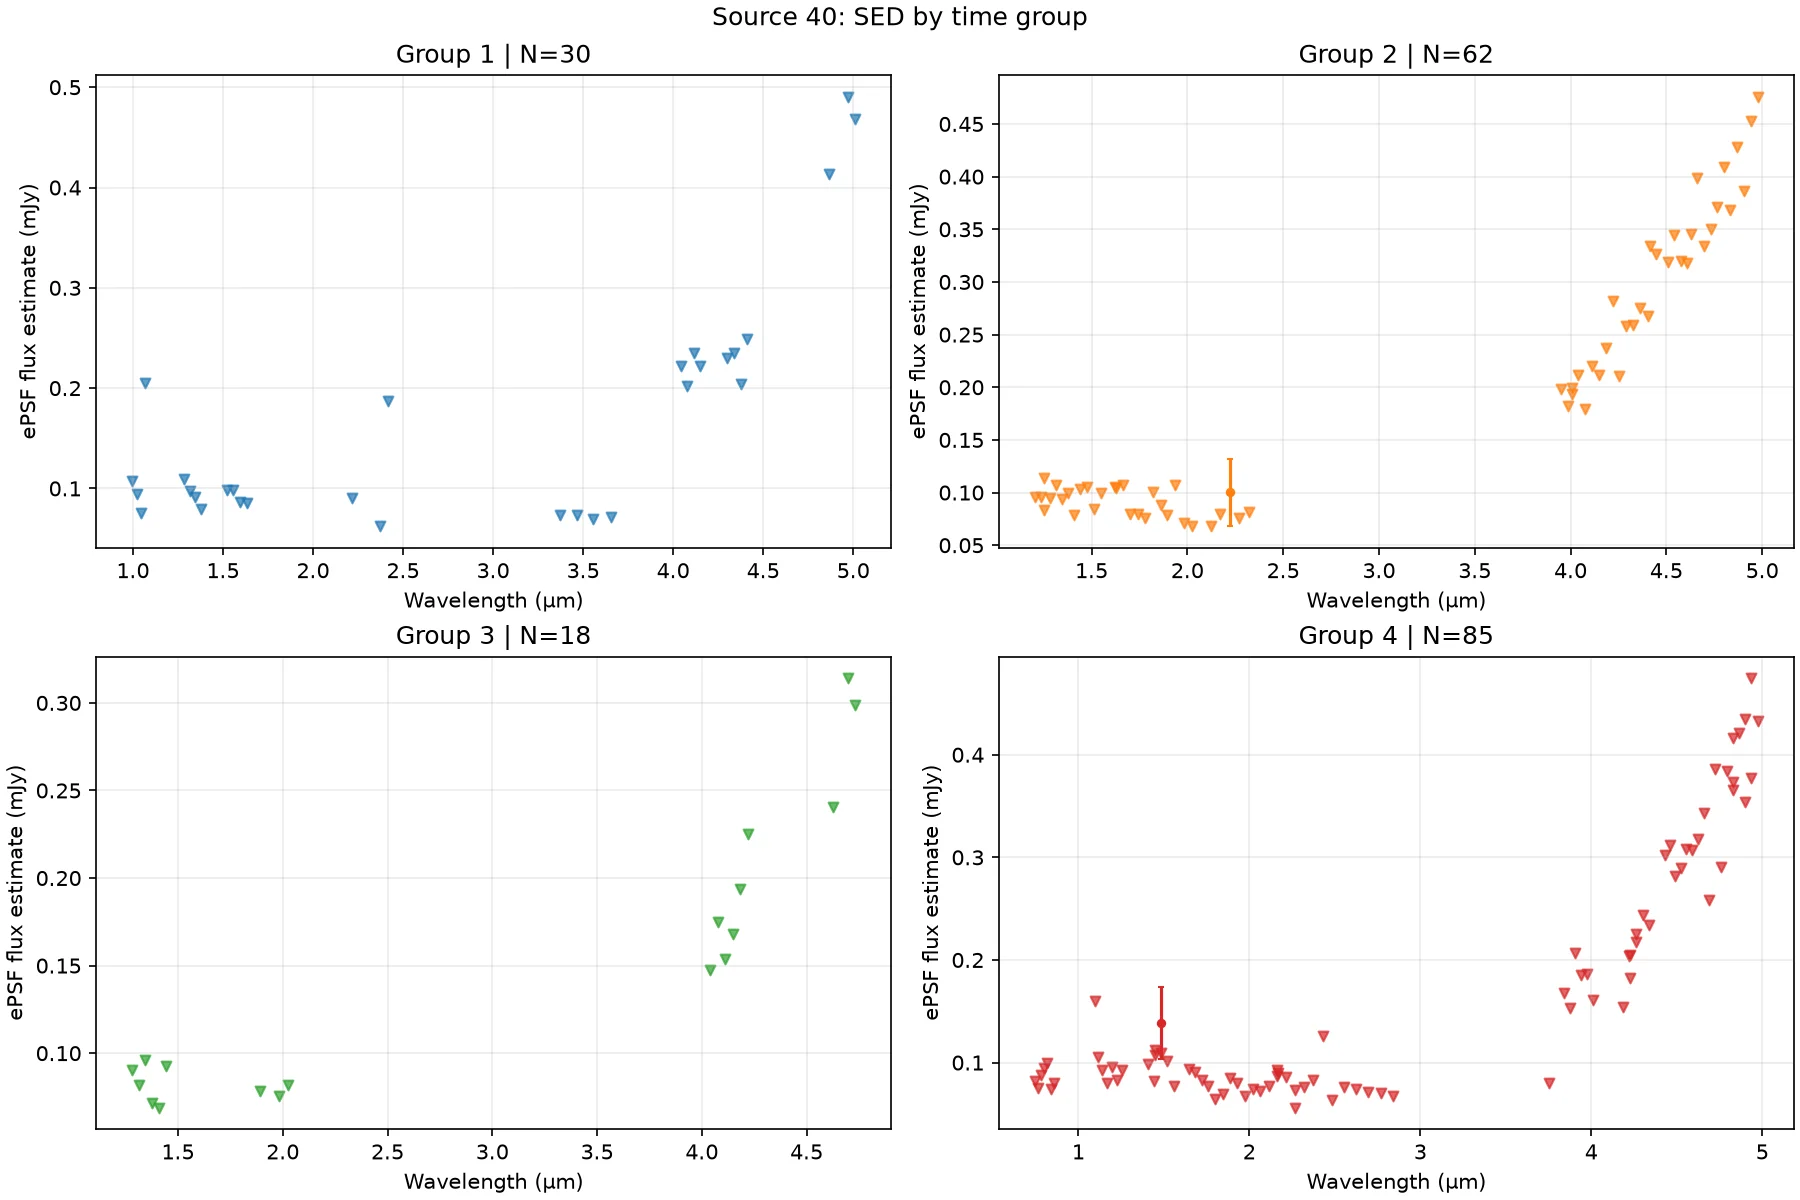 Source 40: SED by time group
Group 1 | N=30
ePSF flux estimate (mJy)
0.5
0.4
0.3
0.2
0.1
1.0 1.5 2.0 2.5 3.0 3.5 4.0 4.5 5.0
Wavelength (µm)
Group 2 | N=62
ePSF flux estimate (mJy)
0.45
0.40
0.35
0.30
0.25
0.20
0.15
0.10
0.05
1.5 2.0 2.5 3.0 3.5 4.0 4.5 5.0
Wavelength (µm)
Group 3 | N=18
ePSF flux estimate (mJy)
0.30
0.25
0.20
0.15
0.10
1.5 2.0 2.5 3.0 3.5 4.0 4.5
Wavelength (µm)
Group 4 | N=85
ePSF flux estimate (mJy)
0.4
0.3
0.2
0.1
1 2 3 4 5
Wavelength (µm)